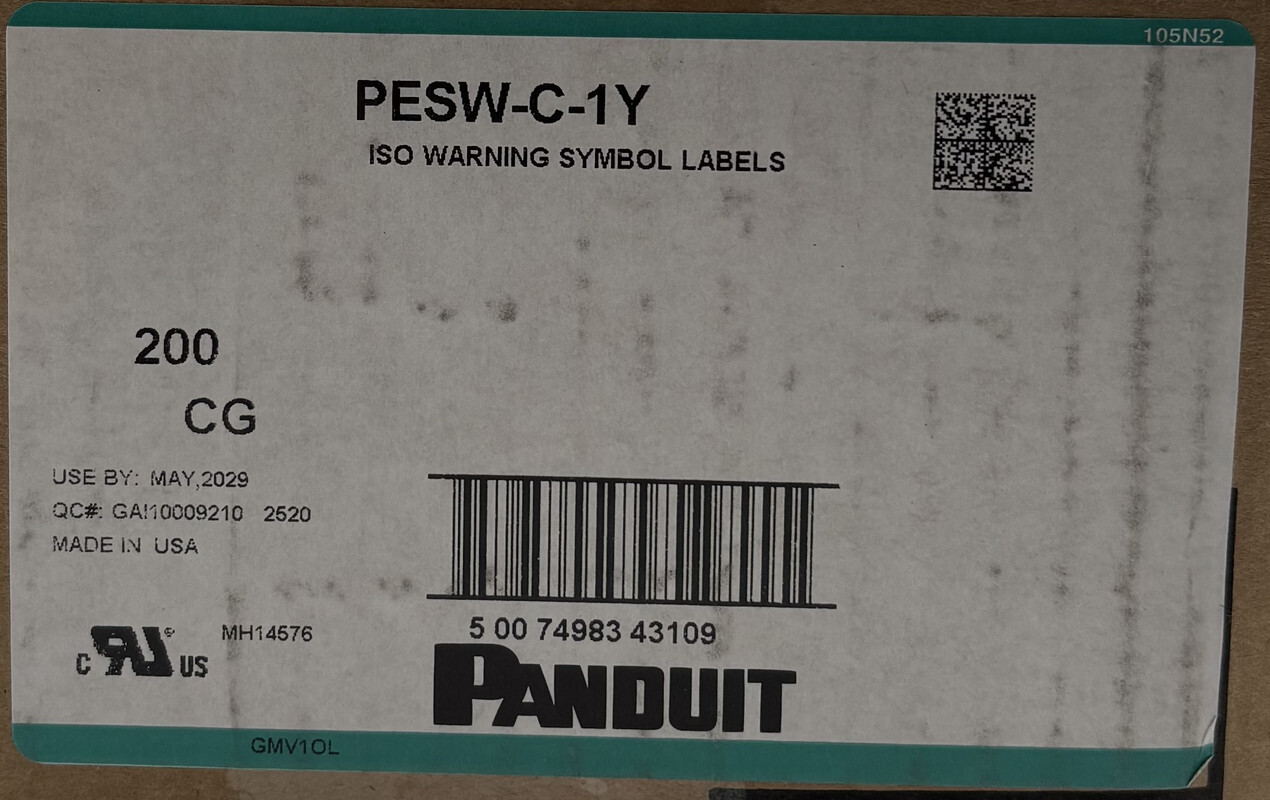 105N52
PESW-C-1Y
ISO WARNING SYMBOL LABELS
200
CG
USE BY: MAY,2029
QC#: GAI10009210 2520
MADE IN USA
MH14576
C US
5 00 74983 43109
PANDUIT
GMV1OL